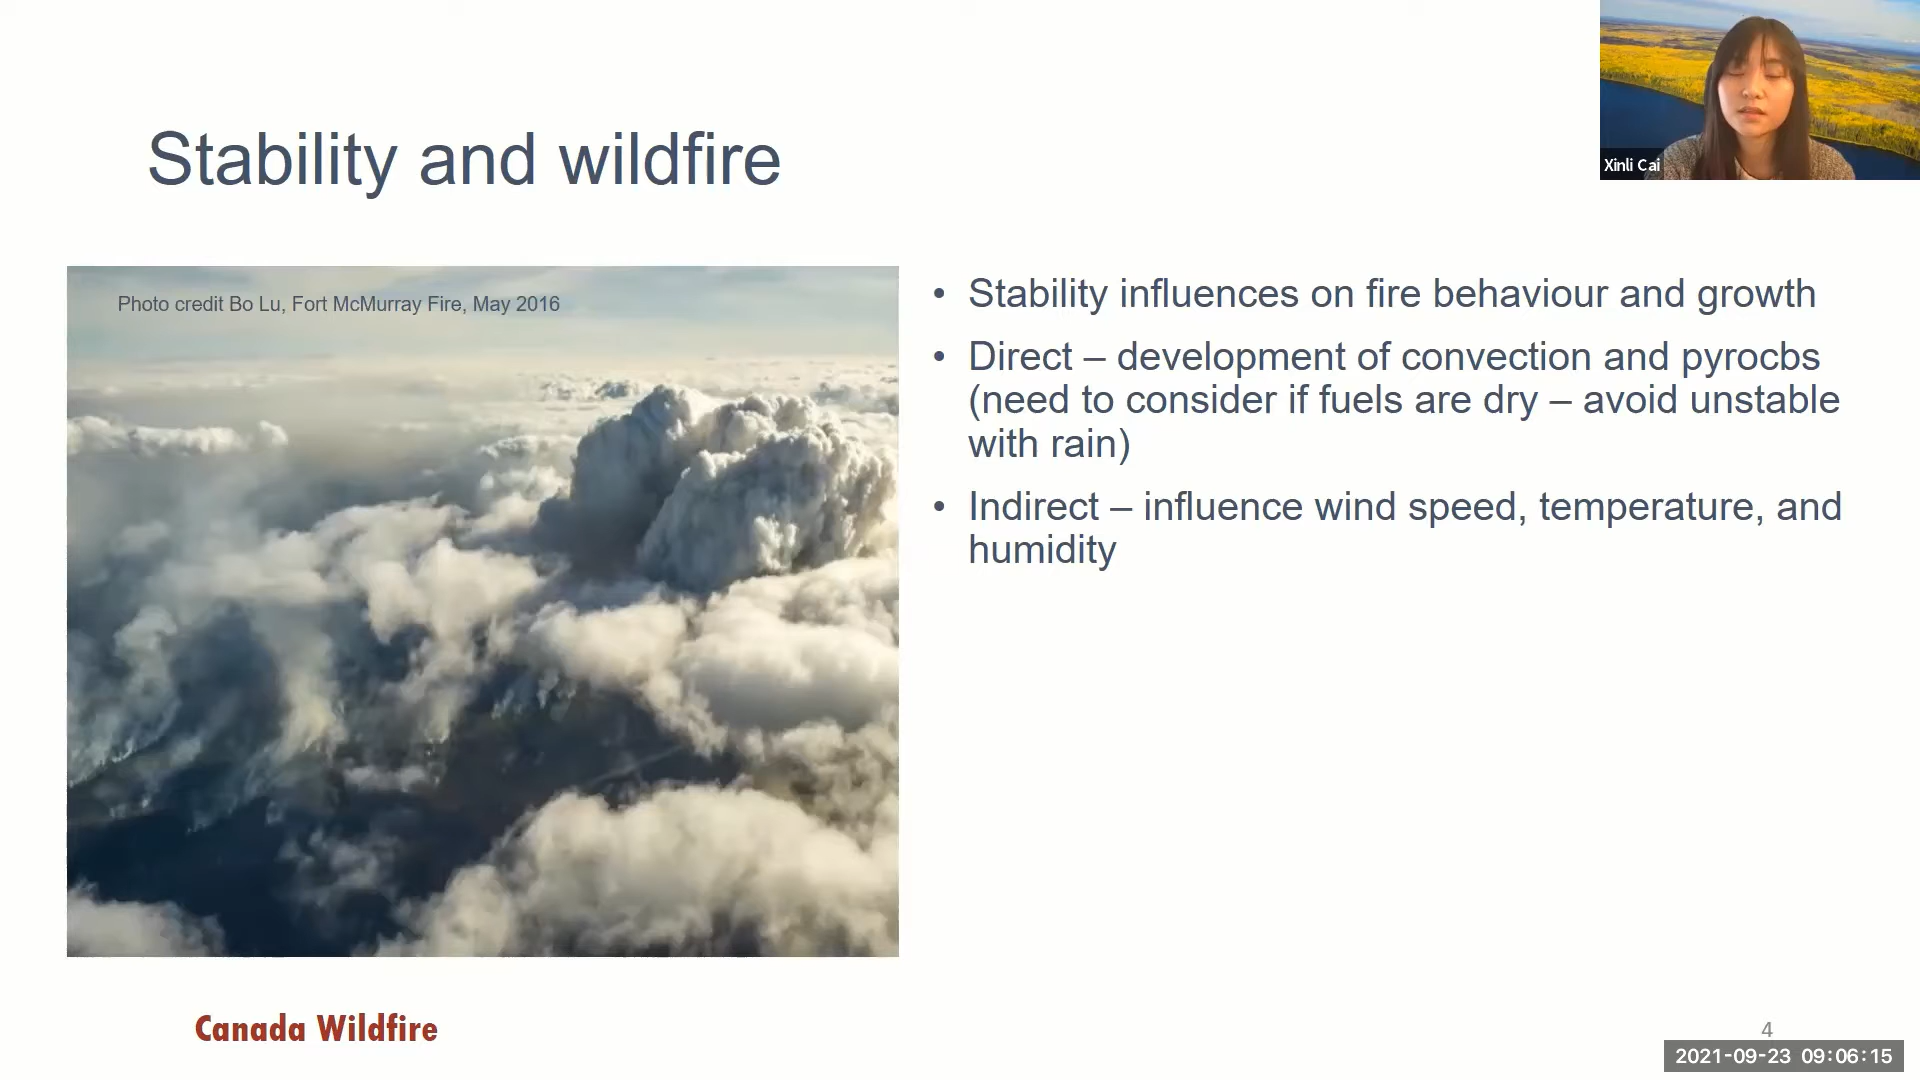 Xinli Cai
Stability and wildfire
Photo credit Bo Lu, Fort McMurray Fire, May 2016
• Stability influences on fire behaviour and growth
• Direct – development of convection and pyrocbs
(need to consider if fuels are dry – avoid unstable
with rain)
• Indirect – influence wind speed, temperature, and
humidity
Canada Wildfire
4
2021-09-23 09:06:15